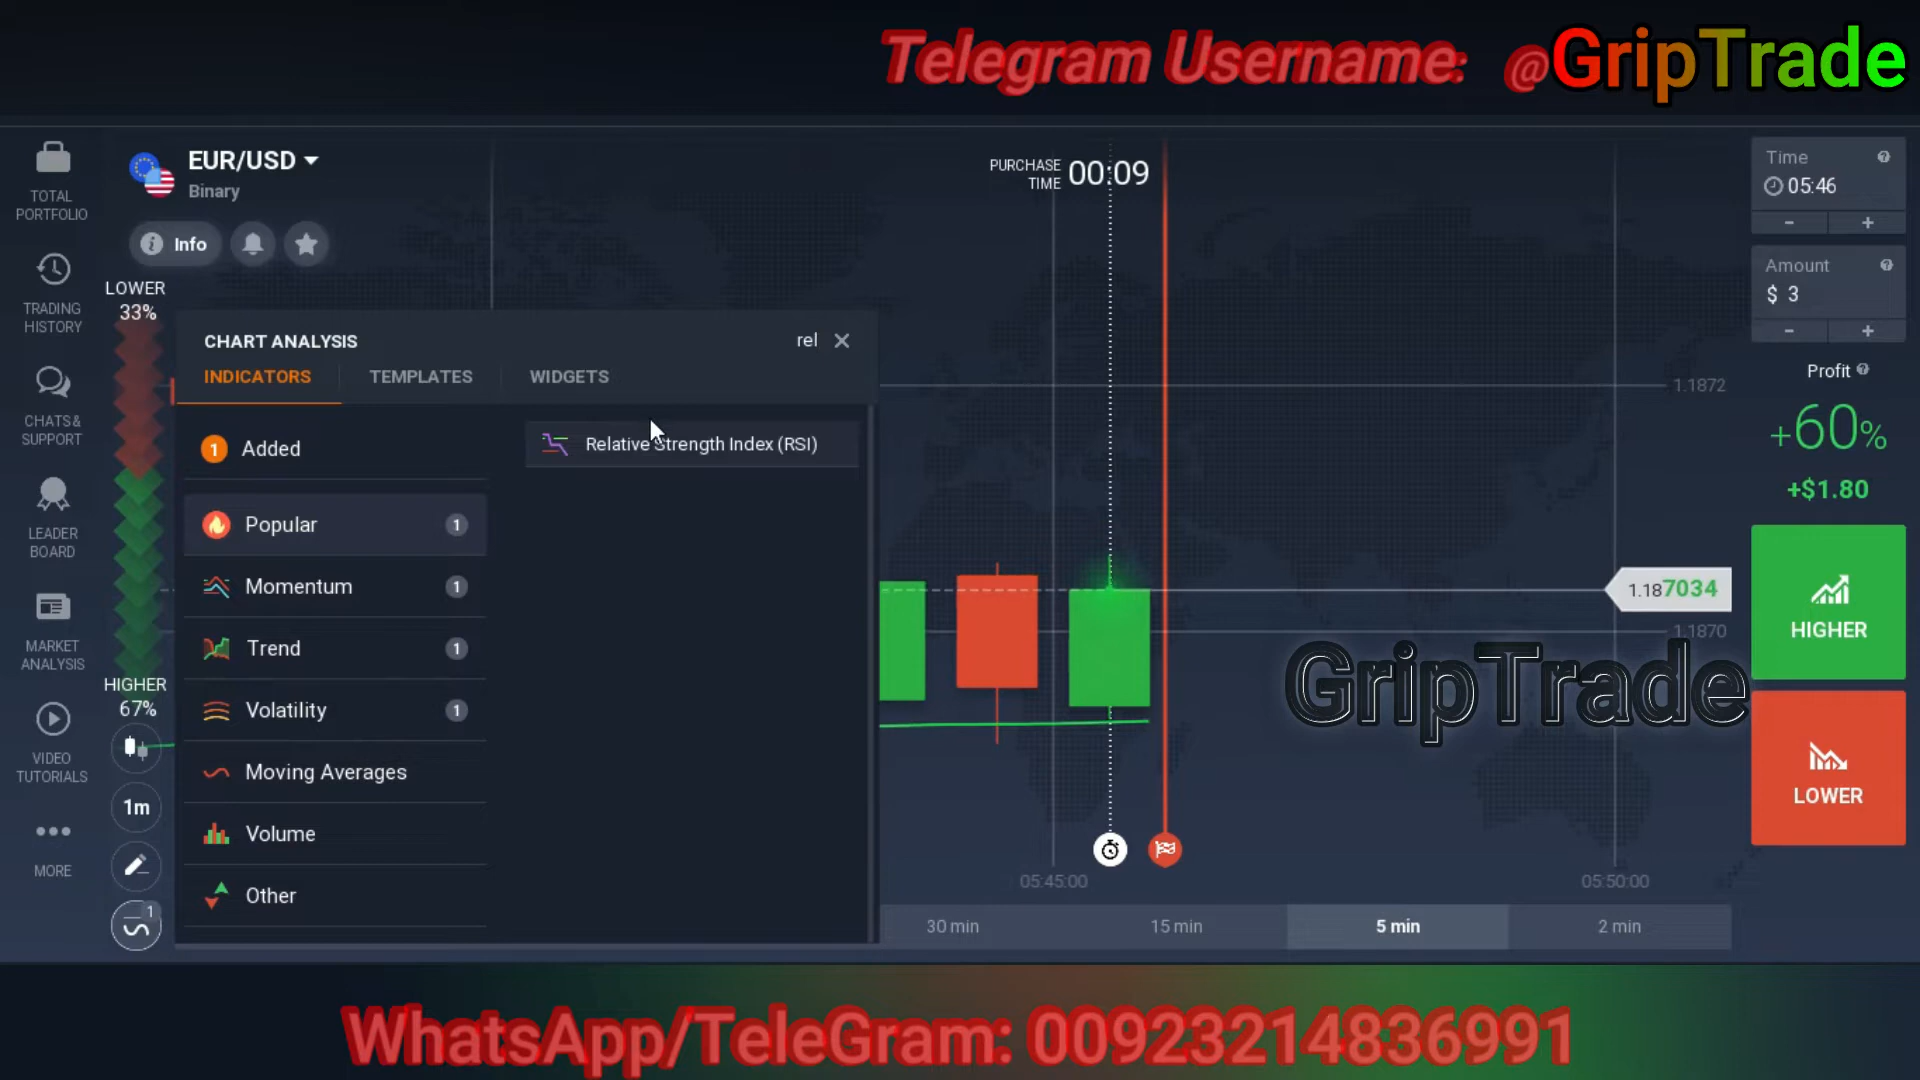 Telegram Username: @GripTrade
TOTAL
PORTFOLIO
TRADING
HISTORY
CHATS &
SUPPORT
LEADER
BOARD
MARKET
ANALYSIS
VIDEO
TUTORIALS
MORE
EUR/USD
Binary
Info
LOWER
33%
HIGHER
67%
1m
1
CHART ANALYSIS
rel
INDICATORS
TEMPLATES
WIDGETS
1 Added
Popular 1
Momentum 1
Trend 1
Volatility 1
Moving Averages
Volume
Other
Relative Strength Index (RSI)
PURCHASE
TIME
00:09
1.1872
1.187034
1.1870
GripTrade
05:45:00
05:50:00
30 min
15 min
5 min
2 min
Time
05:46
- +
Amount
$ 3
- +
Profit
+60%
+$1.80
HIGHER
LOWER
WhatsApp/TeleGram: 00923214836991